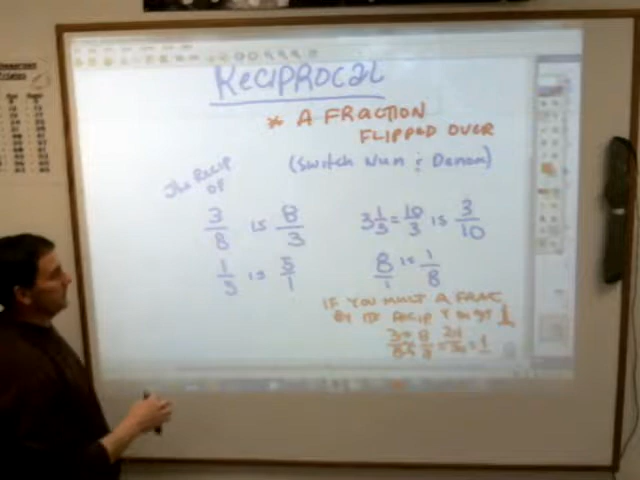 RECIPROCAL
* A FRACTION
FLIPPED OVER
(Switch Num & Denom)
The Recip
OF
3/8 is 8/3
3 1/3 = 10/3 is 3/10
1/5 is 5/1
8/1 is 1/8
IF YOU MULT A FRAC
BY ITS RECIP YOU GET 1